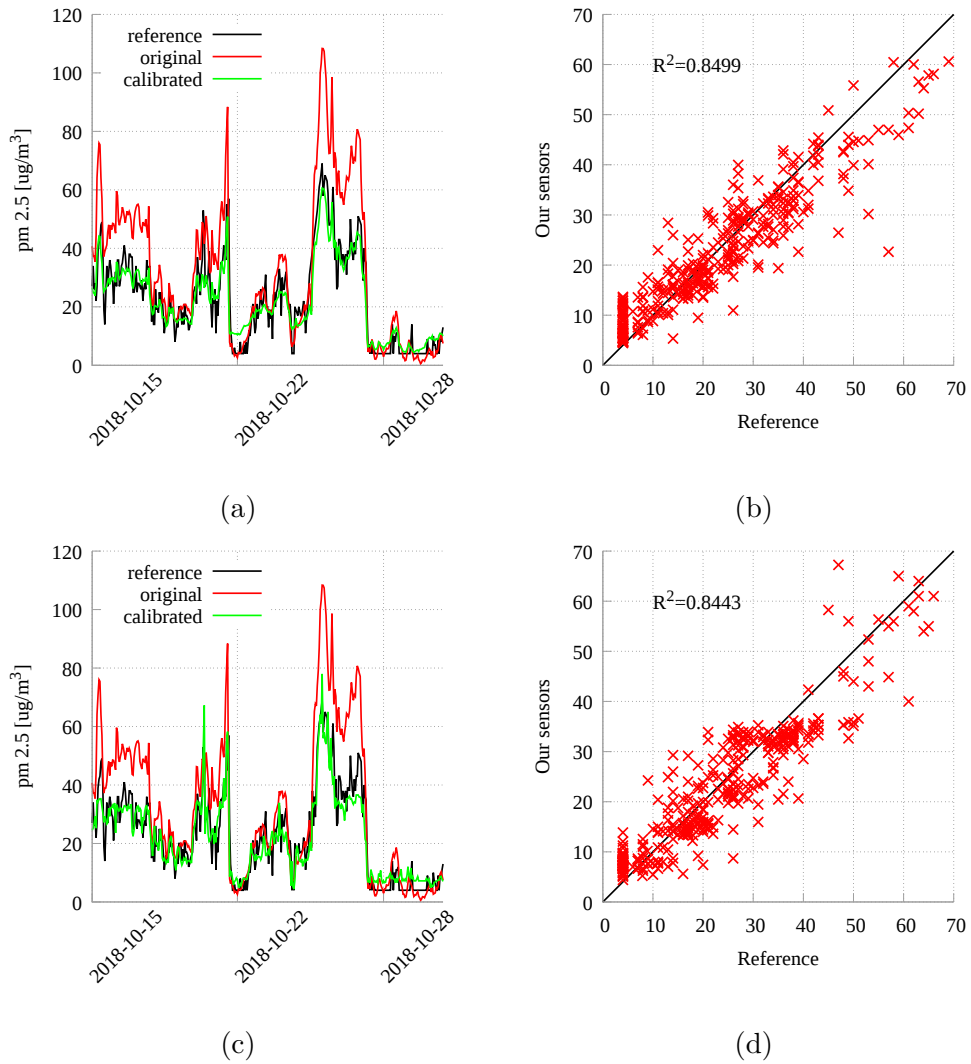 120
100
80
60
40
20
0
pm 2.5 [ug/m³]
reference
original
calibrated
2018-10-15
2018-10-22
2018-10-28
(a)
70
60
50
40
30
20
10
0
Our sensors
R²=0.8499
0 10 20 30 40 50 60 70
Reference
(b)
120
100
80
60
40
20
0
pm 2.5 [ug/m³]
reference
original
calibrated
2018-10-15
2018-10-22
2018-10-28
(c)
70
60
50
40
30
20
10
0
Our sensors
R²=0.8443
0 10 20 30 40 50 60 70
Reference
(d)